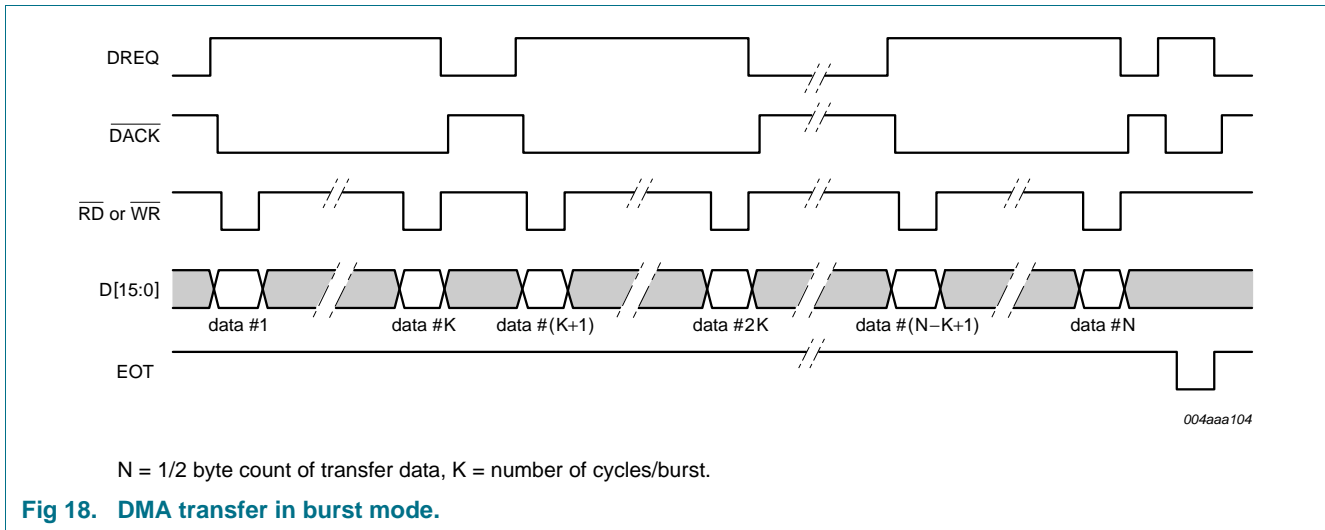 DREQ
DACK
RD or WR
D[15:0]
data #1 data #K data #(K+1) data #2K data #(N−K+1) data #N
EOT
004aaa104
N = 1/2 byte count of transfer data, K = number of cycles/burst.
Fig 18. DMA transfer in burst mode.